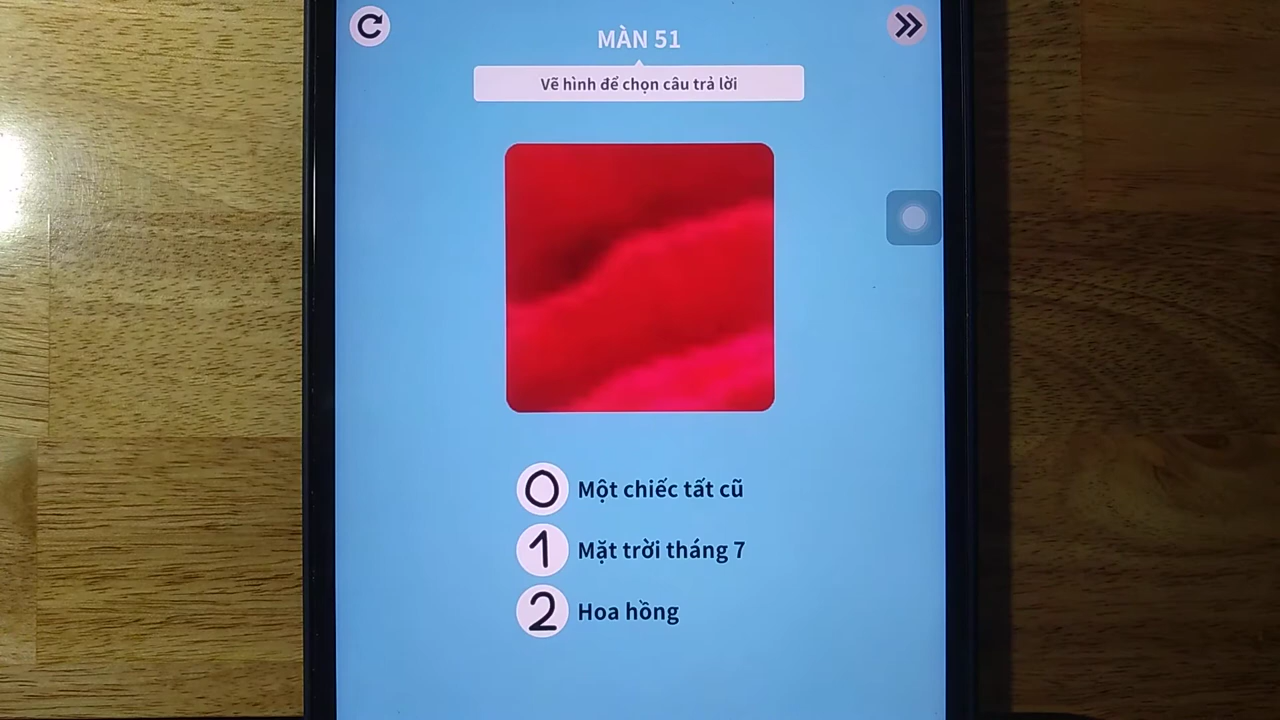 MÀN 51
Vẽ hình để chọn câu trả lời
0 Một chiếc tất cũ
1 Mặt trời tháng 7
2 Hoa hồng